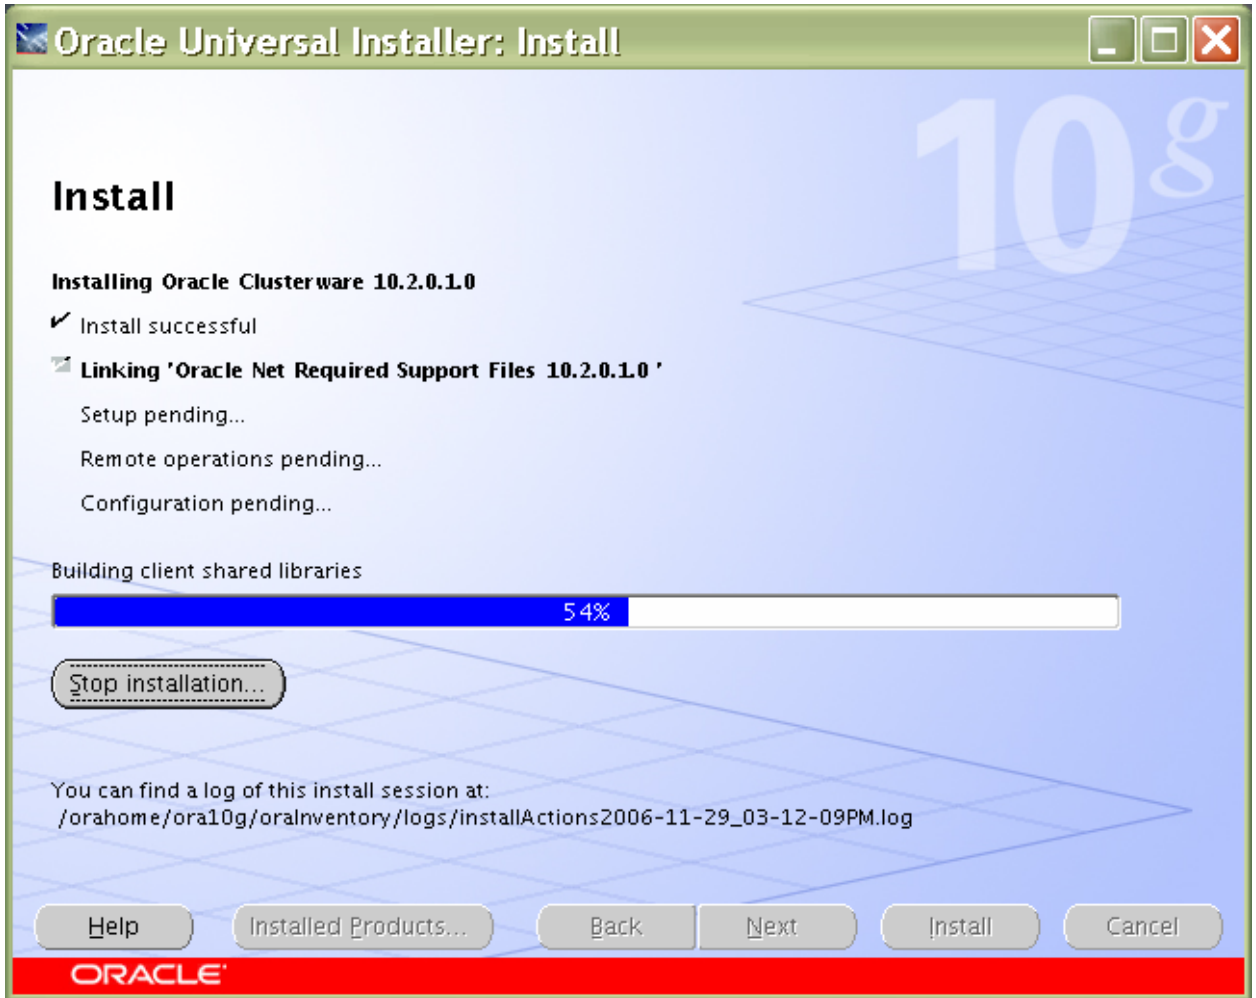 Oracle Universal Installer: Install
10g
Install
Installing Oracle Clusterware 10.2.0.1.0
Install successful
Linking 'Oracle Net Required Support Files 10.2.0.1.0 '
Setup pending...
Remote operations pending...
Configuration pending...
Building client shared libraries
54%
Stop installation...
You can find a log of this install session at:
/orahome/ora10g/oraInventory/logs/installActions2006-11-29_03-12-09PM.log
Help Installed Products... Back Next Install Cancel
ORACLE